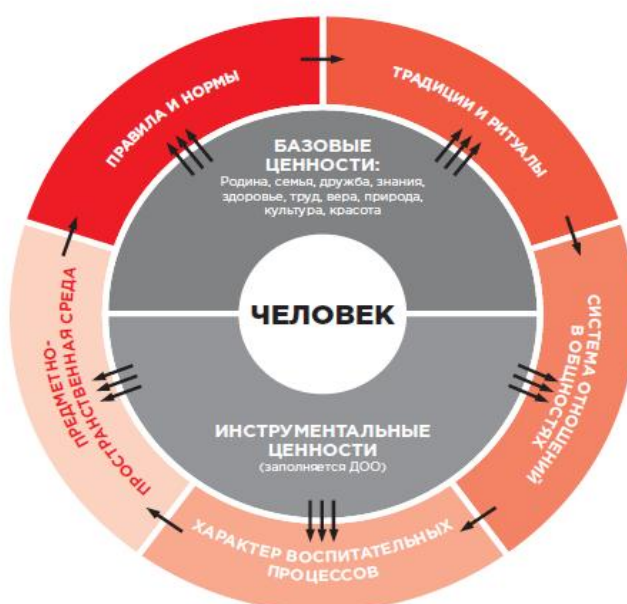 ПРАВИЛА И НОРМЫ
ТРАДИЦИИ И РИТУАЛЫ
БАЗОВЫЕ
ЦЕННОСТИ:
Родина, семья, дружба, знания,
здоровье, труд, вера, природа,
культура, красота
ЧЕЛОВЕК
ПРЕДМЕТНО-
ПРОСТРАНСТВЕННАЯ СРЕДА
СИСТЕМА ОТНОШЕНИЙ
В ОБЩНОСТЯХ
ИНСТРУМЕНТАЛЬНЫЕ
ЦЕННОСТИ
(заполняется ДОО)
ХАРАКТЕР ВОСПИТАТЕЛЬНЫХ
ПРОЦЕССОВ